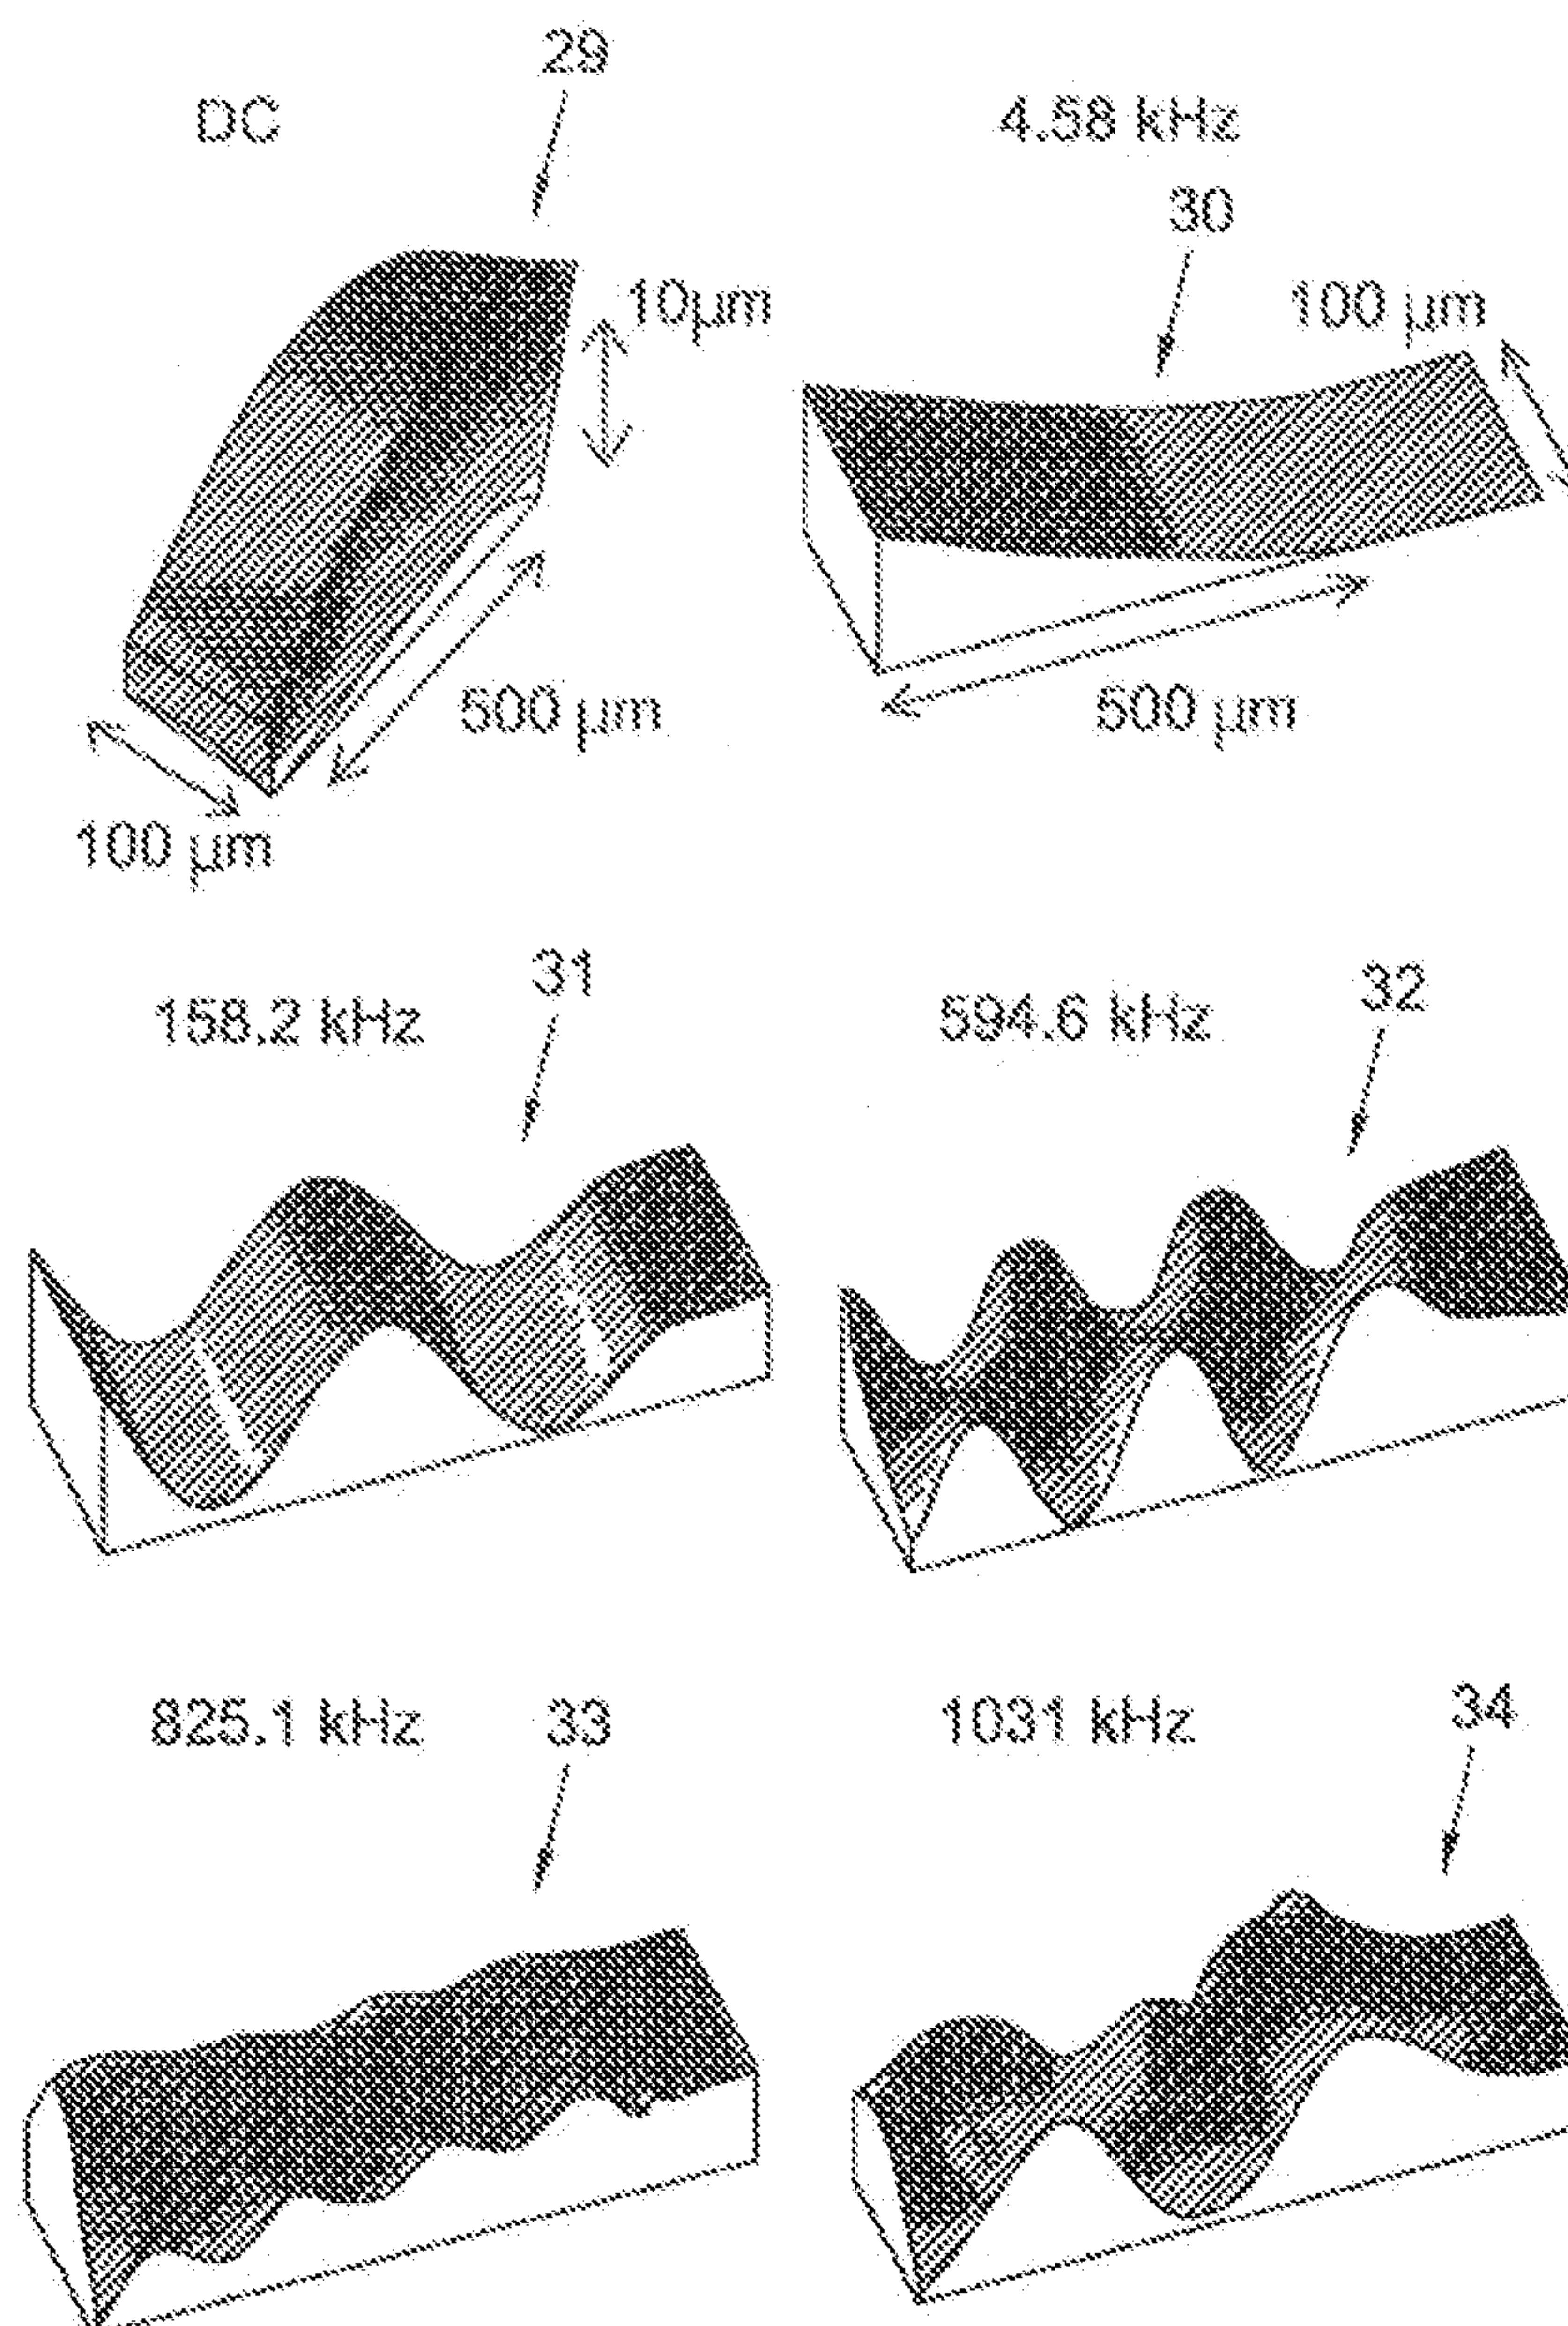 29
DC
4.58 kHz
30
10µm
100 µm
500 µm
500 µm
100 µm
31
158.2 kHz
32
594.6 kHz
825.1 kHz
33
1031 kHz
34